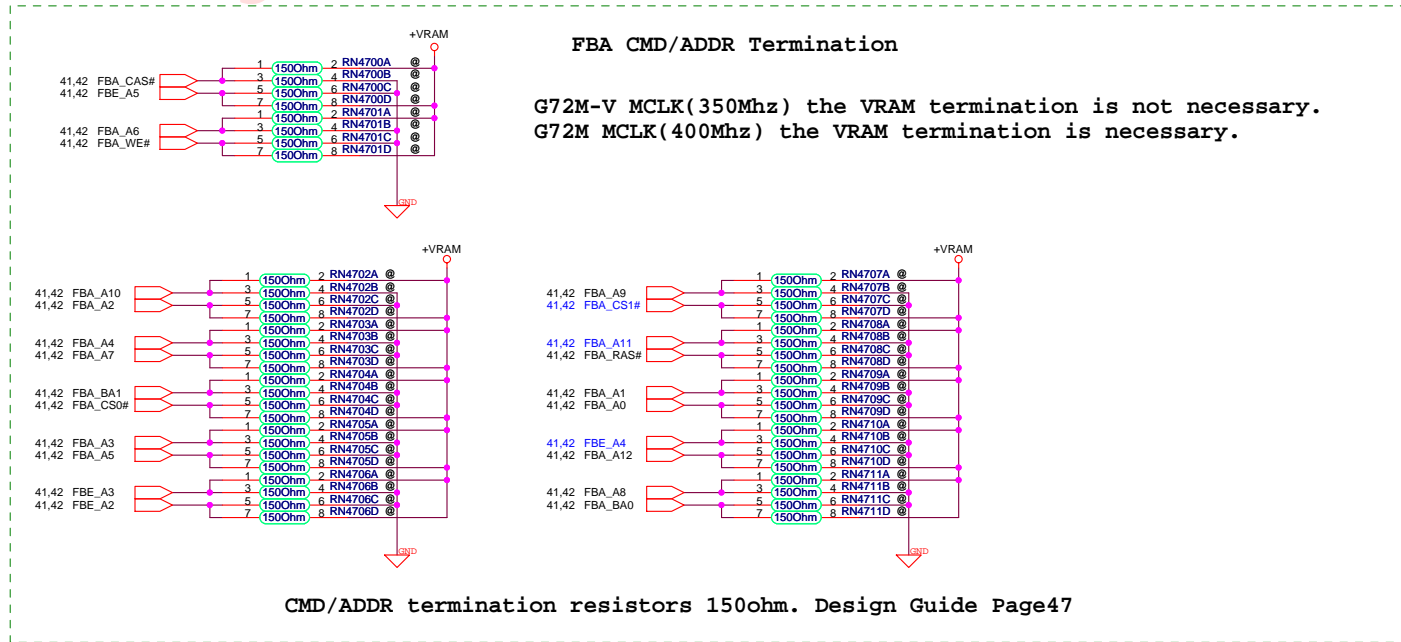 +VRAM
FBA CMD/ADDR Termination
1 150Ohm 2 RN4700A @
41,42 FBA_CAS# 3 150Ohm 4 RN4700B @
41,42 FBE_A5 5 150Ohm 6 RN4700C @
7 150Ohm 8 RN4700D @
1 150Ohm 2 RN4701A @
41,42 FBA_A6 3 150Ohm 4 RN4701B @
41,42 FBA_WE# 5 150Ohm 6 RN4701C @
7 150Ohm 8 RN4701D @
GND
G72M-V MCLK(350Mhz) the VRAM termination is not necessary.
G72M MCLK(400Mhz) the VRAM termination is necessary.
+VRAM
1 150Ohm 2 RN4702A @
41,42 FBA_A10 3 150Ohm 4 RN4702B @
41,42 FBA_A2 5 150Ohm 6 RN4702C @
7 150Ohm 8 RN4702D @
1 150Ohm 2 RN4703A @
41,42 FBA_A4 3 150Ohm 4 RN4703B @
41,42 FBA_A7 5 150Ohm 6 RN4703C @
7 150Ohm 8 RN4703D @
1 150Ohm 2 RN4704A @
41,42 FBA_BA1 3 150Ohm 4 RN4704B @
41,42 FBA_CS0# 5 150Ohm 6 RN4704C @
7 150Ohm 8 RN4704D @
1 150Ohm 2 RN4705A @
41,42 FBA_A3 3 150Ohm 4 RN4705B @
41,42 FBA_A5 5 150Ohm 6 RN4705C @
7 150Ohm 8 RN4705D @
1 150Ohm 2 RN4706A @
41,42 FBE_A3 3 150Ohm 4 RN4706B @
41,42 FBE_A2 5 150Ohm 6 RN4706C @
7 150Ohm 8 RN4706D @
GND
+VRAM
1 150Ohm 2 RN4707A @
41,42 FBA_A9 3 150Ohm 4 RN4707B @
41,42 FBA_CS1# 5 150Ohm 6 RN4707C @
7 150Ohm 8 RN4707D @
1 150Ohm 2 RN4708A @
41,42 FBA_A11 3 150Ohm 4 RN4708B @
41,42 FBA_RAS# 5 150Ohm 6 RN4708C @
7 150Ohm 8 RN4708D @
1 150Ohm 2 RN4709A @
41,42 FBA_A1 3 150Ohm 4 RN4709B @
41,42 FBA_A0 5 150Ohm 6 RN4709C @
7 150Ohm 8 RN4709D @
1 150Ohm 2 RN4710A @
41,42 FBE_A4 3 150Ohm 4 RN4710B @
41,42 FBA_A12 5 150Ohm 6 RN4710C @
7 150Ohm 8 RN4710D @
1 150Ohm 2 RN4711A @
41,42 FBA_A8 3 150Ohm 4 RN4711B @
41,42 FBA_BA0 5 150Ohm 6 RN4711C @
7 150Ohm 8 RN4711D @
GND
CMD/ADDR termination resistors 150ohm. Design Guide Page47